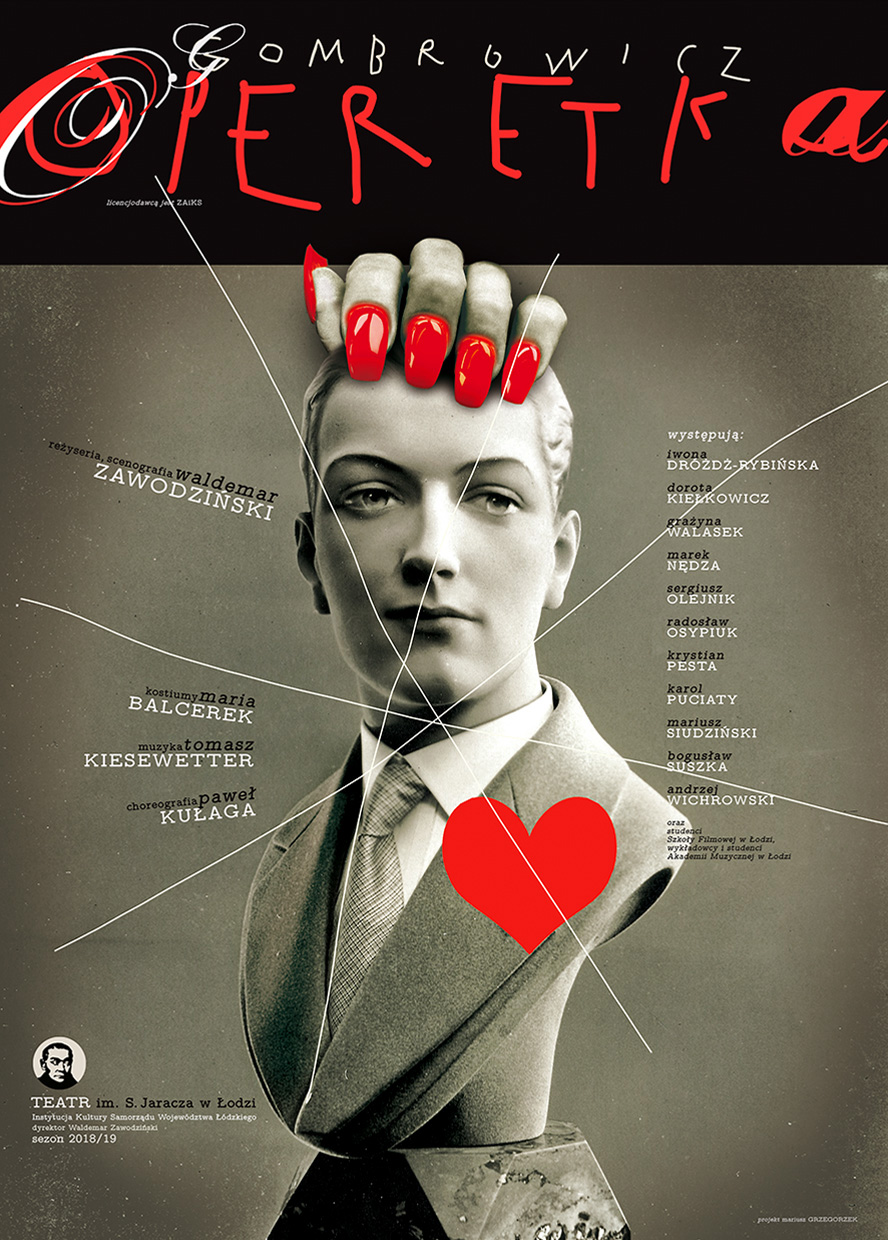 GOMBROWICZ
OPERETKa
licencjodawcą jest ZAiKS
reżyseria, scenografia waldemar
ZAWODZIŃSKI
kostiumy maria
BALCEREK
muzyka tomasz
KIESEWETTER
choreografia paweł
KUŁAGA
występują:
iwona
DRÓŻDŻ-RYBIŃSKA
dorota
KIEŁKOWICZ
grażyna
WALASEK
marek
NĘDZA
sergiusz
OLEJNIK
radosław
OSYPIUK
krystian
PESTA
karol
PUCIATY
mariusz
SIUDZIŃSKI
bogusław
SUSZKA
andrzej
WICHROWSKI
oraz
studenci
Szkoły Filmowej w Łodzi,
wykładowcy i studenci
Akademii Muzycznej w Łodzi
TEATR im. S. Jaracza w Łodzi
Instytucja Kultury Samorządu Województwa Łódzkiego
dyrektor Waldemar Zawodziński
sezon 2018/19
projekt mariusz GRZEGORZEK